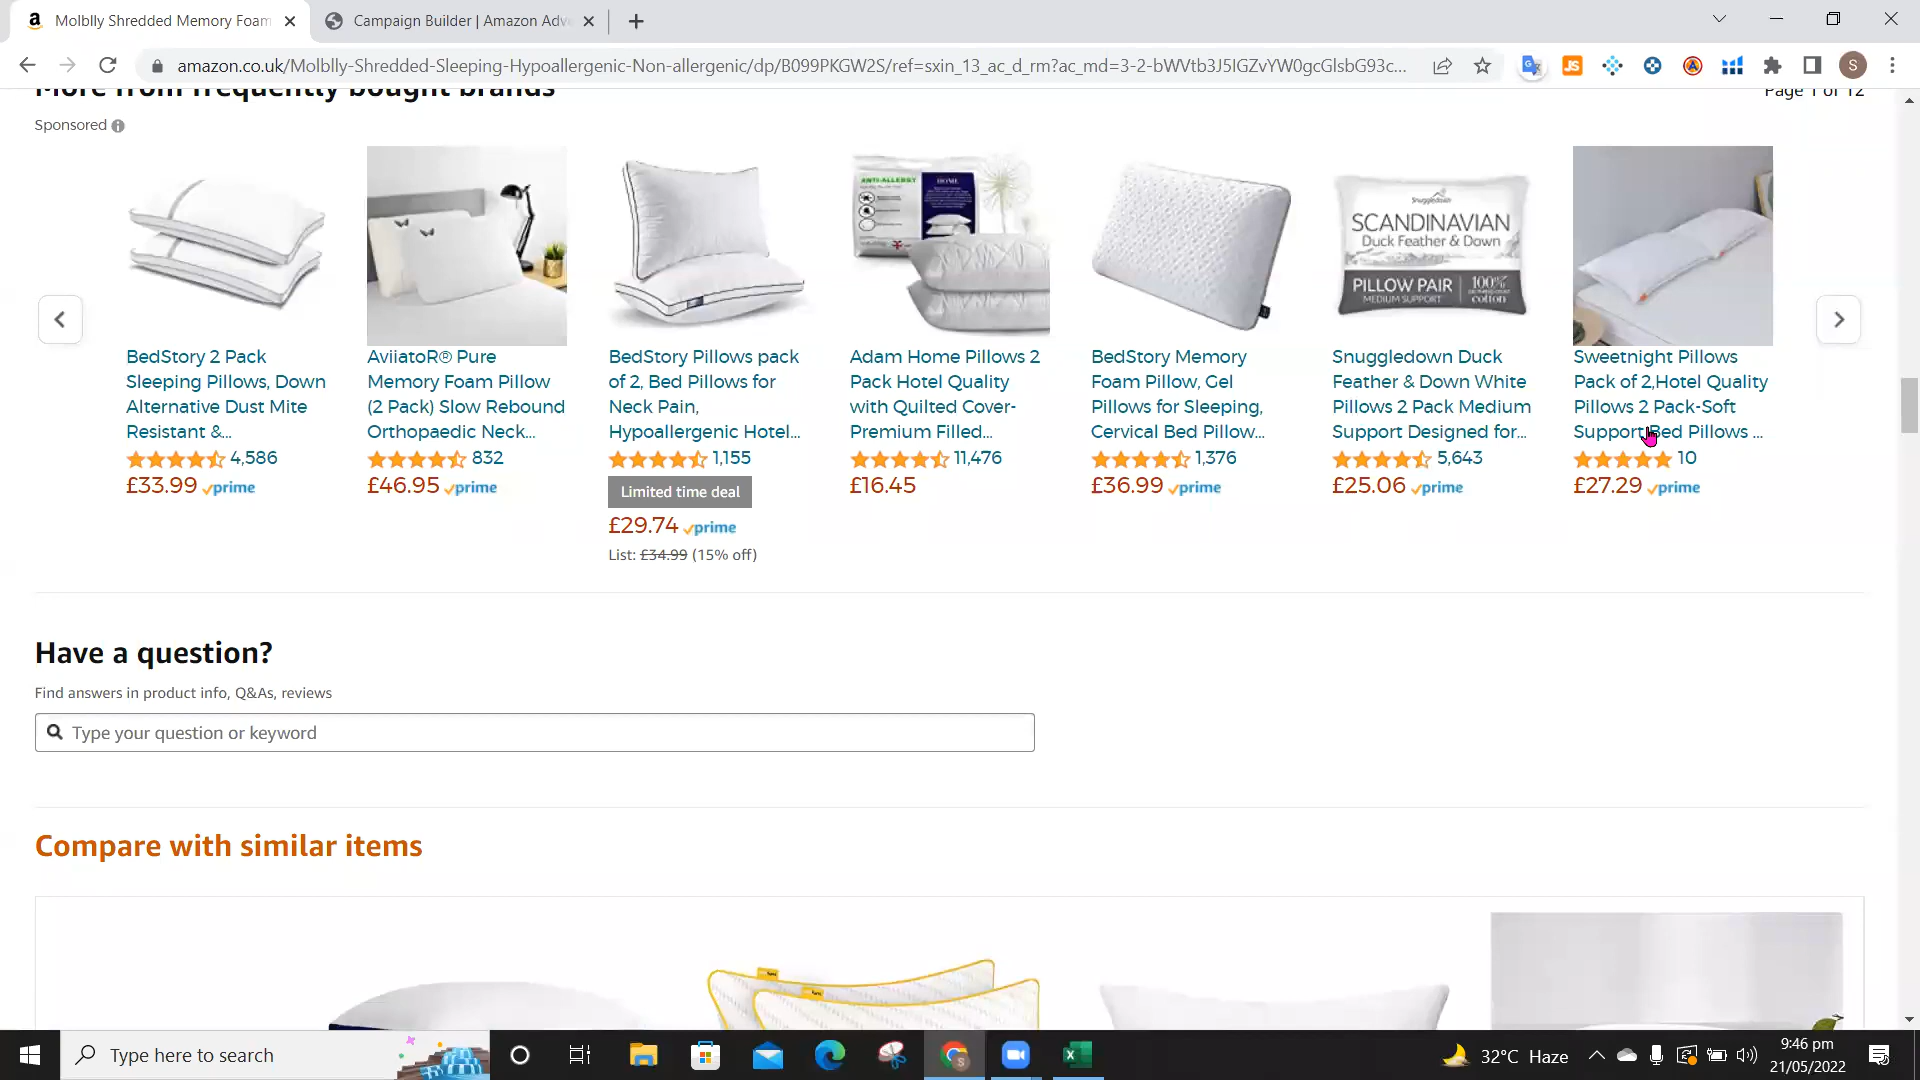 Molblly Shredded Memory Foam
Campaign Builder | Amazon Adv
amazon.co.uk/Molblly-Shredded-Sleeping-Hypoallergenic-Non-allergenic/dp/B099PKGW2S/ref=sxin_13_ac_d_rm?ac_md=3-2-bWVtb3J5IGZvYW0gcGlsbG93c...
S
More from frequently bought brands
Page 1 of 12
Sponsored
ANTI-ALLERGY
HOME
Snuggledown
SCANDINAVIAN
Duck Feather & Down
PILLOW PAIR
MEDIUM SUPPORT
100%
cotton
BedStory 2 Pack
Sleeping Pillows, Down
Alternative Dust Mite
Resistant &...
4,586
£33.99 prime
AviiatoR® Pure
Memory Foam Pillow
(2 Pack) Slow Rebound
Orthopaedic Neck...
832
£46.95 prime
BedStory Pillows pack
of 2, Bed Pillows for
Neck Pain,
Hypoallergenic Hotel...
1,155
Limited time deal
£29.74 prime
List: £34.99 (15% off)
Adam Home Pillows 2
Pack Hotel Quality
with Quilted Cover-
Premium Filled...
11,476
£16.45
BedStory Memory
Foam Pillow, Gel
Pillows for Sleeping,
Cervical Bed Pillow...
1,376
£36.99 prime
Snuggledown Duck
Feather & Down White
Pillows 2 Pack Medium
Support Designed for...
5,643
£25.06 prime
Sweetnight Pillows
Pack of 2,Hotel Quality
Pillows 2 Pack-Soft
Support,Bed Pillows ...
10
£27.29 prime
Have a question?
Find answers in product info, Q&As, reviews
Type your question or keyword
Compare with similar items
Type here to search
32°C Haze
9:46 pm
21/05/2022